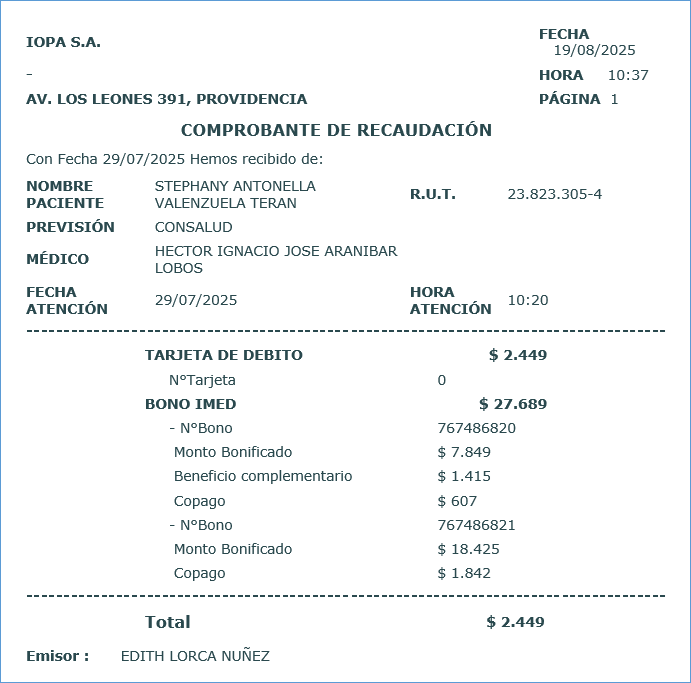 IOPA S.A.
FECHA
19/08/2025
-
HORA 10:37
AV. LOS LEONES 391, PROVIDENCIA
PÁGINA 1
COMPROBANTE DE RECAUDACIÓN
Con Fecha 29/07/2025 Hemos recibido de:
NOMBRE PACIENTE
STEPHANY ANTONELLA
VALENZUELA TERAN
R.U.T. 23.823.305-4
PREVISIÓN CONSALUD
MÉDICO
HECTOR IGNACIO JOSE ARANIBAR
LOBOS
FECHA
ATENCIÓN
29/07/2025
HORA
ATENCIÓN
10:20
TARJETA DE DEBITO $ 2.449
N°Tarjeta 0
BONO IMED $ 27.689
- N°Bono 767486820
Monto Bonificado $ 7.849
Beneficio complementario $ 1.415
Copago $ 607
- N°Bono 767486821
Monto Bonificado $ 18.425
Copago $ 1.842
Total $ 2.449
Emisor : EDITH LORCA NUÑEZ